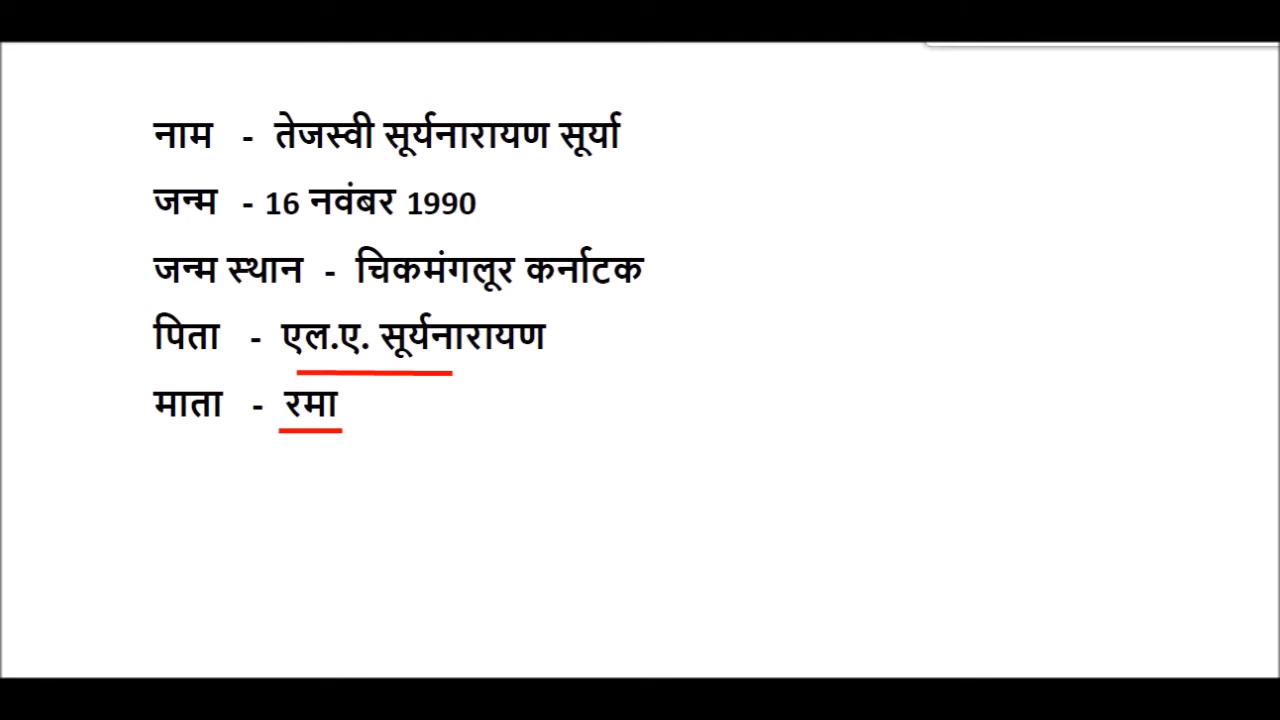 नाम - तेजस्वी सूर्यनारायण सूर्या
जन्म - 16 नवंबर 1990
जन्म स्थान - चिकमंगलूर कर्नाटक
पिता - एल.ए. सूर्यनारायण
माता - रमा